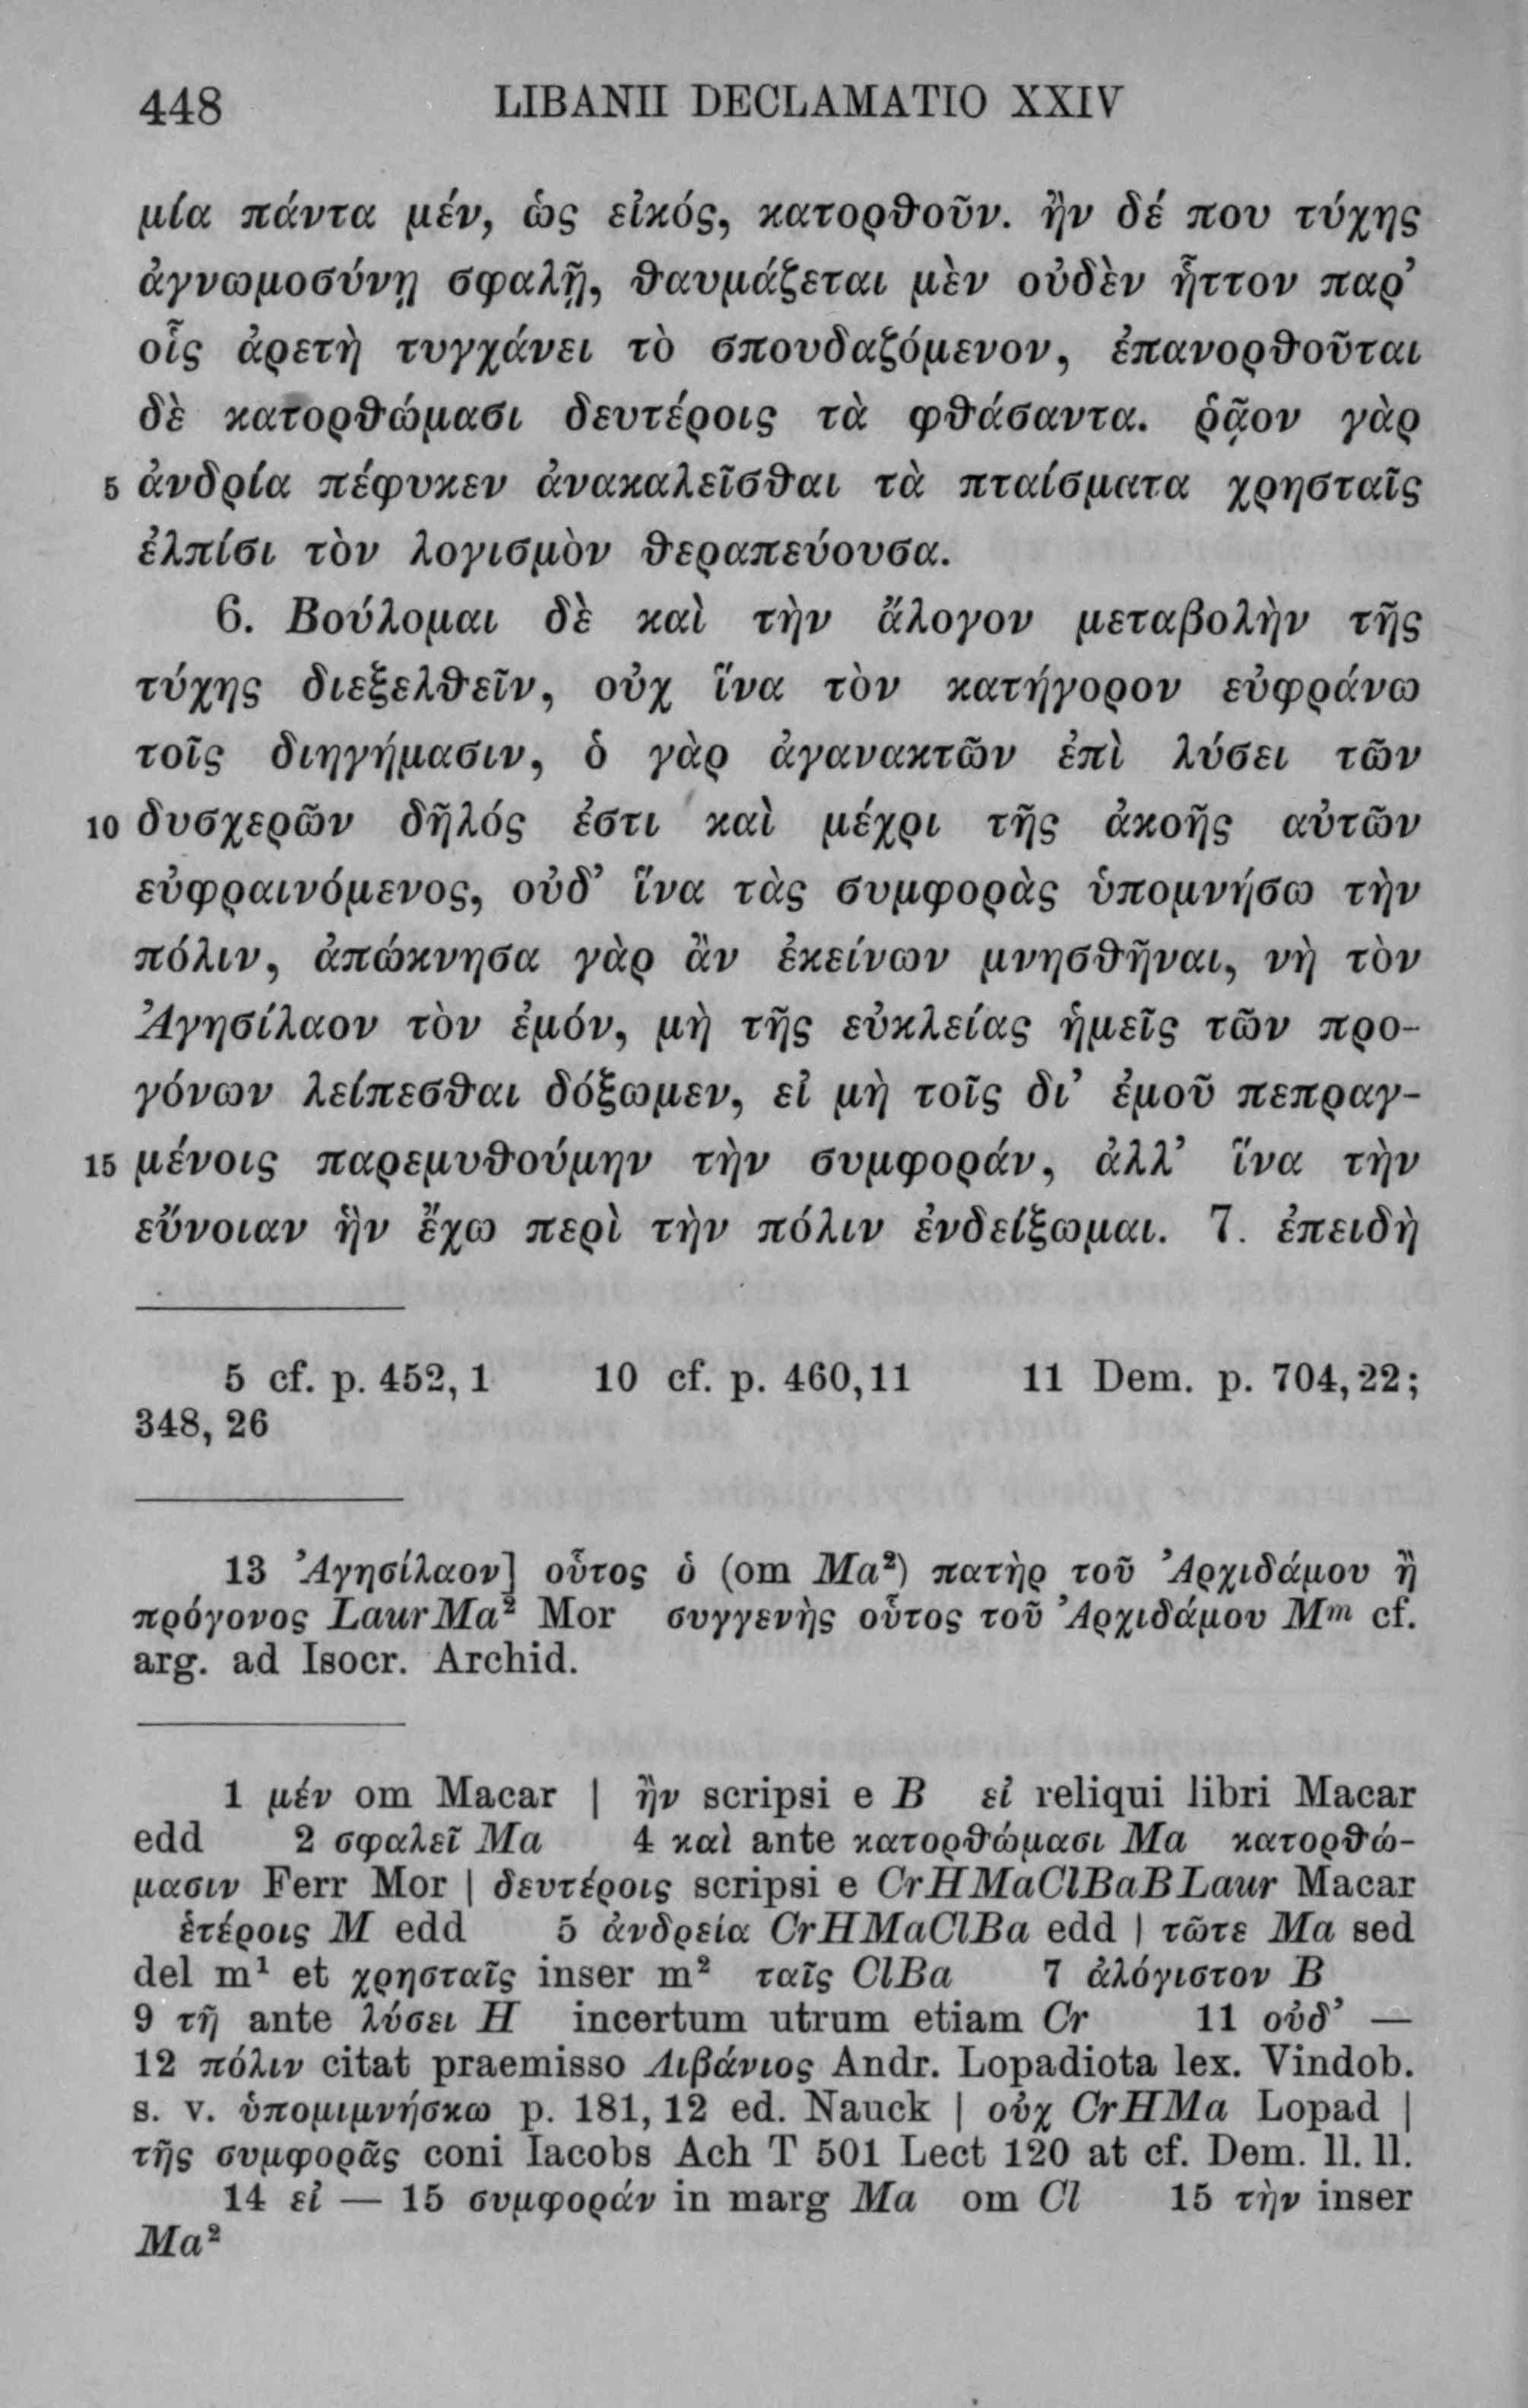 448 LIBANII DECLAMATIO XXIV
μία πάντα μέν, ὡς εἰκός, κατορθοῦν. ἢν δέ που τύχης
ἀγνωμοσύνῃ σφαλῇ, θαυμάζεται μὲν οὐδὲν ἧττον παρ’
οἷς ἀρετὴ τυγχάνει τὸ σπουδαζόμενον, ἐπανορθοῦται
δὲ κατορθώμασι δευτέροις τὰ φθάσαντα. ῥᾷον γὰρ
5 ἀνδρία πέφυκεν ἀνακαλεῖσθαι τὰ πταίσματα χρησταῖς
ἐλπίσι τὸν λογισμὸν θεραπεύουσα.
6. Βούλομαι δὲ καὶ τὴν ἄλογον μεταβολὴν τῆς
τύχης διεξελθεῖν, οὐχ ἵνα τὸν κατήγορον εὐφράνω
τοῖς διηγήμασιν, ὁ γὰρ ἀγανακτῶν ἐπὶ λύσει τῶν
10 δυσχερῶν δῆλός ἐστι καὶ μέχρι τῆς ἀκοῆς αὐτῶν
εὐφραινόμενος, οὐδ’ ἵνα τὰς συμφορὰς ὑπομνήσω τὴν
πόλιν, ἀπώκνησα γὰρ ἂν ἐκείνων μνησθῆναι, νὴ τὸν
Ἀγησίλαον τὸν ἐμόν, μὴ τῆς εὐκλείας ἡμεῖς τῶν προ-
γόνων λείπεσθαι δόξωμεν, εἰ μὴ τοῖς δι’ ἐμοῦ πεπραγ-
15 μένοις παρεμυθούμην τὴν συμφοράν, ἀλλ’ ἵνα τὴν
εὔνοιαν ἣν ἔχω περὶ τὴν πόλιν ἐνδείξωμαι. 7. ἐπειδὴ
5 cf. p. 452, 1 10 cf. p. 460,11 11 Dem. p. 704,22;
348, 26
13 Ἀγησίλαον] οὗτος ὁ (om Ma²) πατὴρ τοῦ Ἀρχιδάμου ἢ
πρόγονος LaurMa² Mor συγγενὴς οὗτος τοῦ Ἀρχιδάμου Mᵐ cf.
arg. ad Isocr. Archid.
1 μέν om Macar | ἢν scripsi e B εἰ reliqui libri Macar
edd 2 σφαλεῖ Ma 4 καὶ ante κατορθώμασι Ma κατορθώ-
μασιν Ferr Mor | δευτέροις scripsi e CrHMaClBaBLaur Macar
ἑτέροις M edd 5 ἀνδρεία CrHMaClBa edd | τῶτε Ma sed
del m¹ et χρησταῖς inser m² ταῖς ClBa 7 ἀλόγιστον B
9 τῇ ante λύσει H incertum utrum etiam Cr 11 οὐδ’ —
12 πόλιν citat praemisso Λιβάνιος Andr. Lopadiota lex. Vindob.
s. v. ὑπομιμνήσκω p. 181, 12 ed. Nauck | οὐχ CrHMa Lopad |
τῆς συμφορᾶς coni Iacobs Ach T 501 Lect 120 at cf. Dem. ll. ll.
14 εἰ — 15 συμφοράν in marg Ma om Cl 15 τὴν inser
Ma²